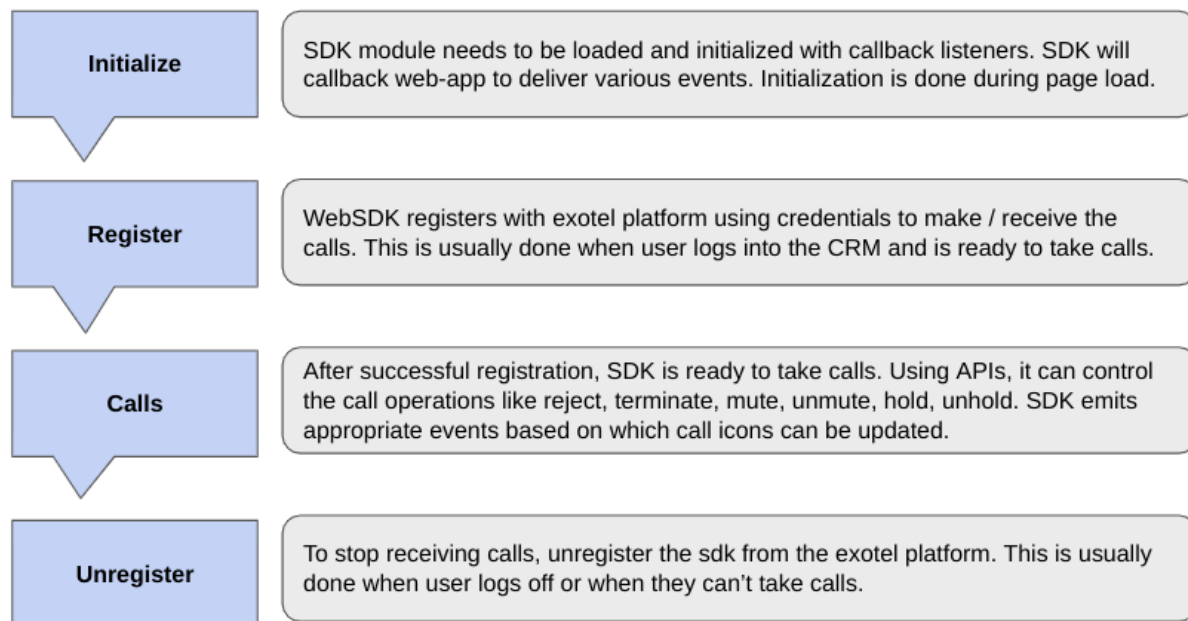 Initialize
SDK module needs to be loaded and initialized with callback listeners. SDK will
callback web-app to deliver various events. Initialization is done during page load.
Register
WebSDK registers with exotel platform using credentials to make / receive the
calls. This is usually done when user logs into the CRM and is ready to take calls.
Calls
After successful registration, SDK is ready to take calls. Using APIs, it can control
the call operations like reject, terminate, mute, unmute, hold, unhold. SDK emits
appropriate events based on which call icons can be updated.
Unregister
To stop receiving calls, unregister the sdk from the exotel platform. This is usually
done when user logs off or when they can’t take calls.